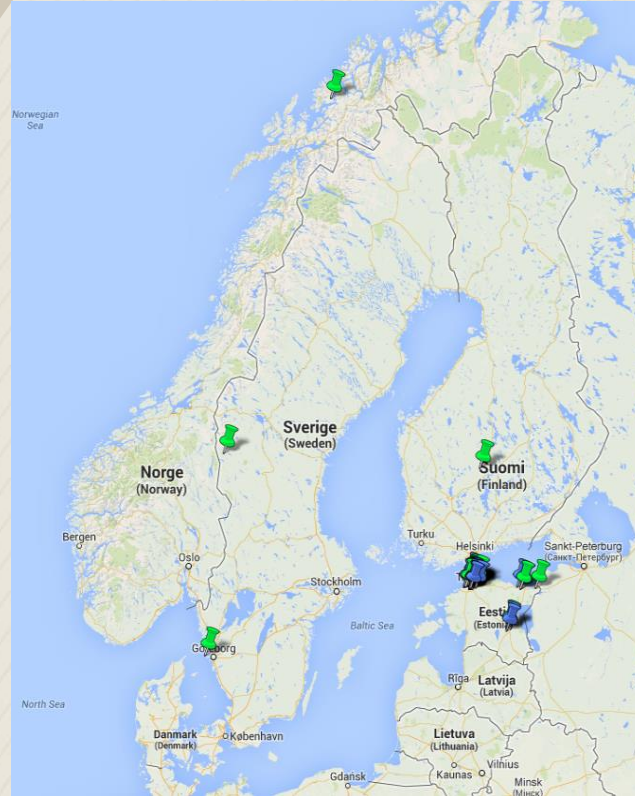 Norwegian
Sea
Sverige
(Sweden)
Norge
(Norway)
Suomi
(Finland)
Bergen
Turku
Helsinki
Sankt-Peterburg
(Санкт-Петербург)
Oslo
Stockholm
Eesti
(Estonia)
Baltic Sea
Göteborg
Rīga
Latvija
(Latvia)
North Sea
Danmark
(Denmark)
København
Lietuva
(Lithuania)
Vilnius
Kaunas
Gdańsk
Minsk
(Мінск)